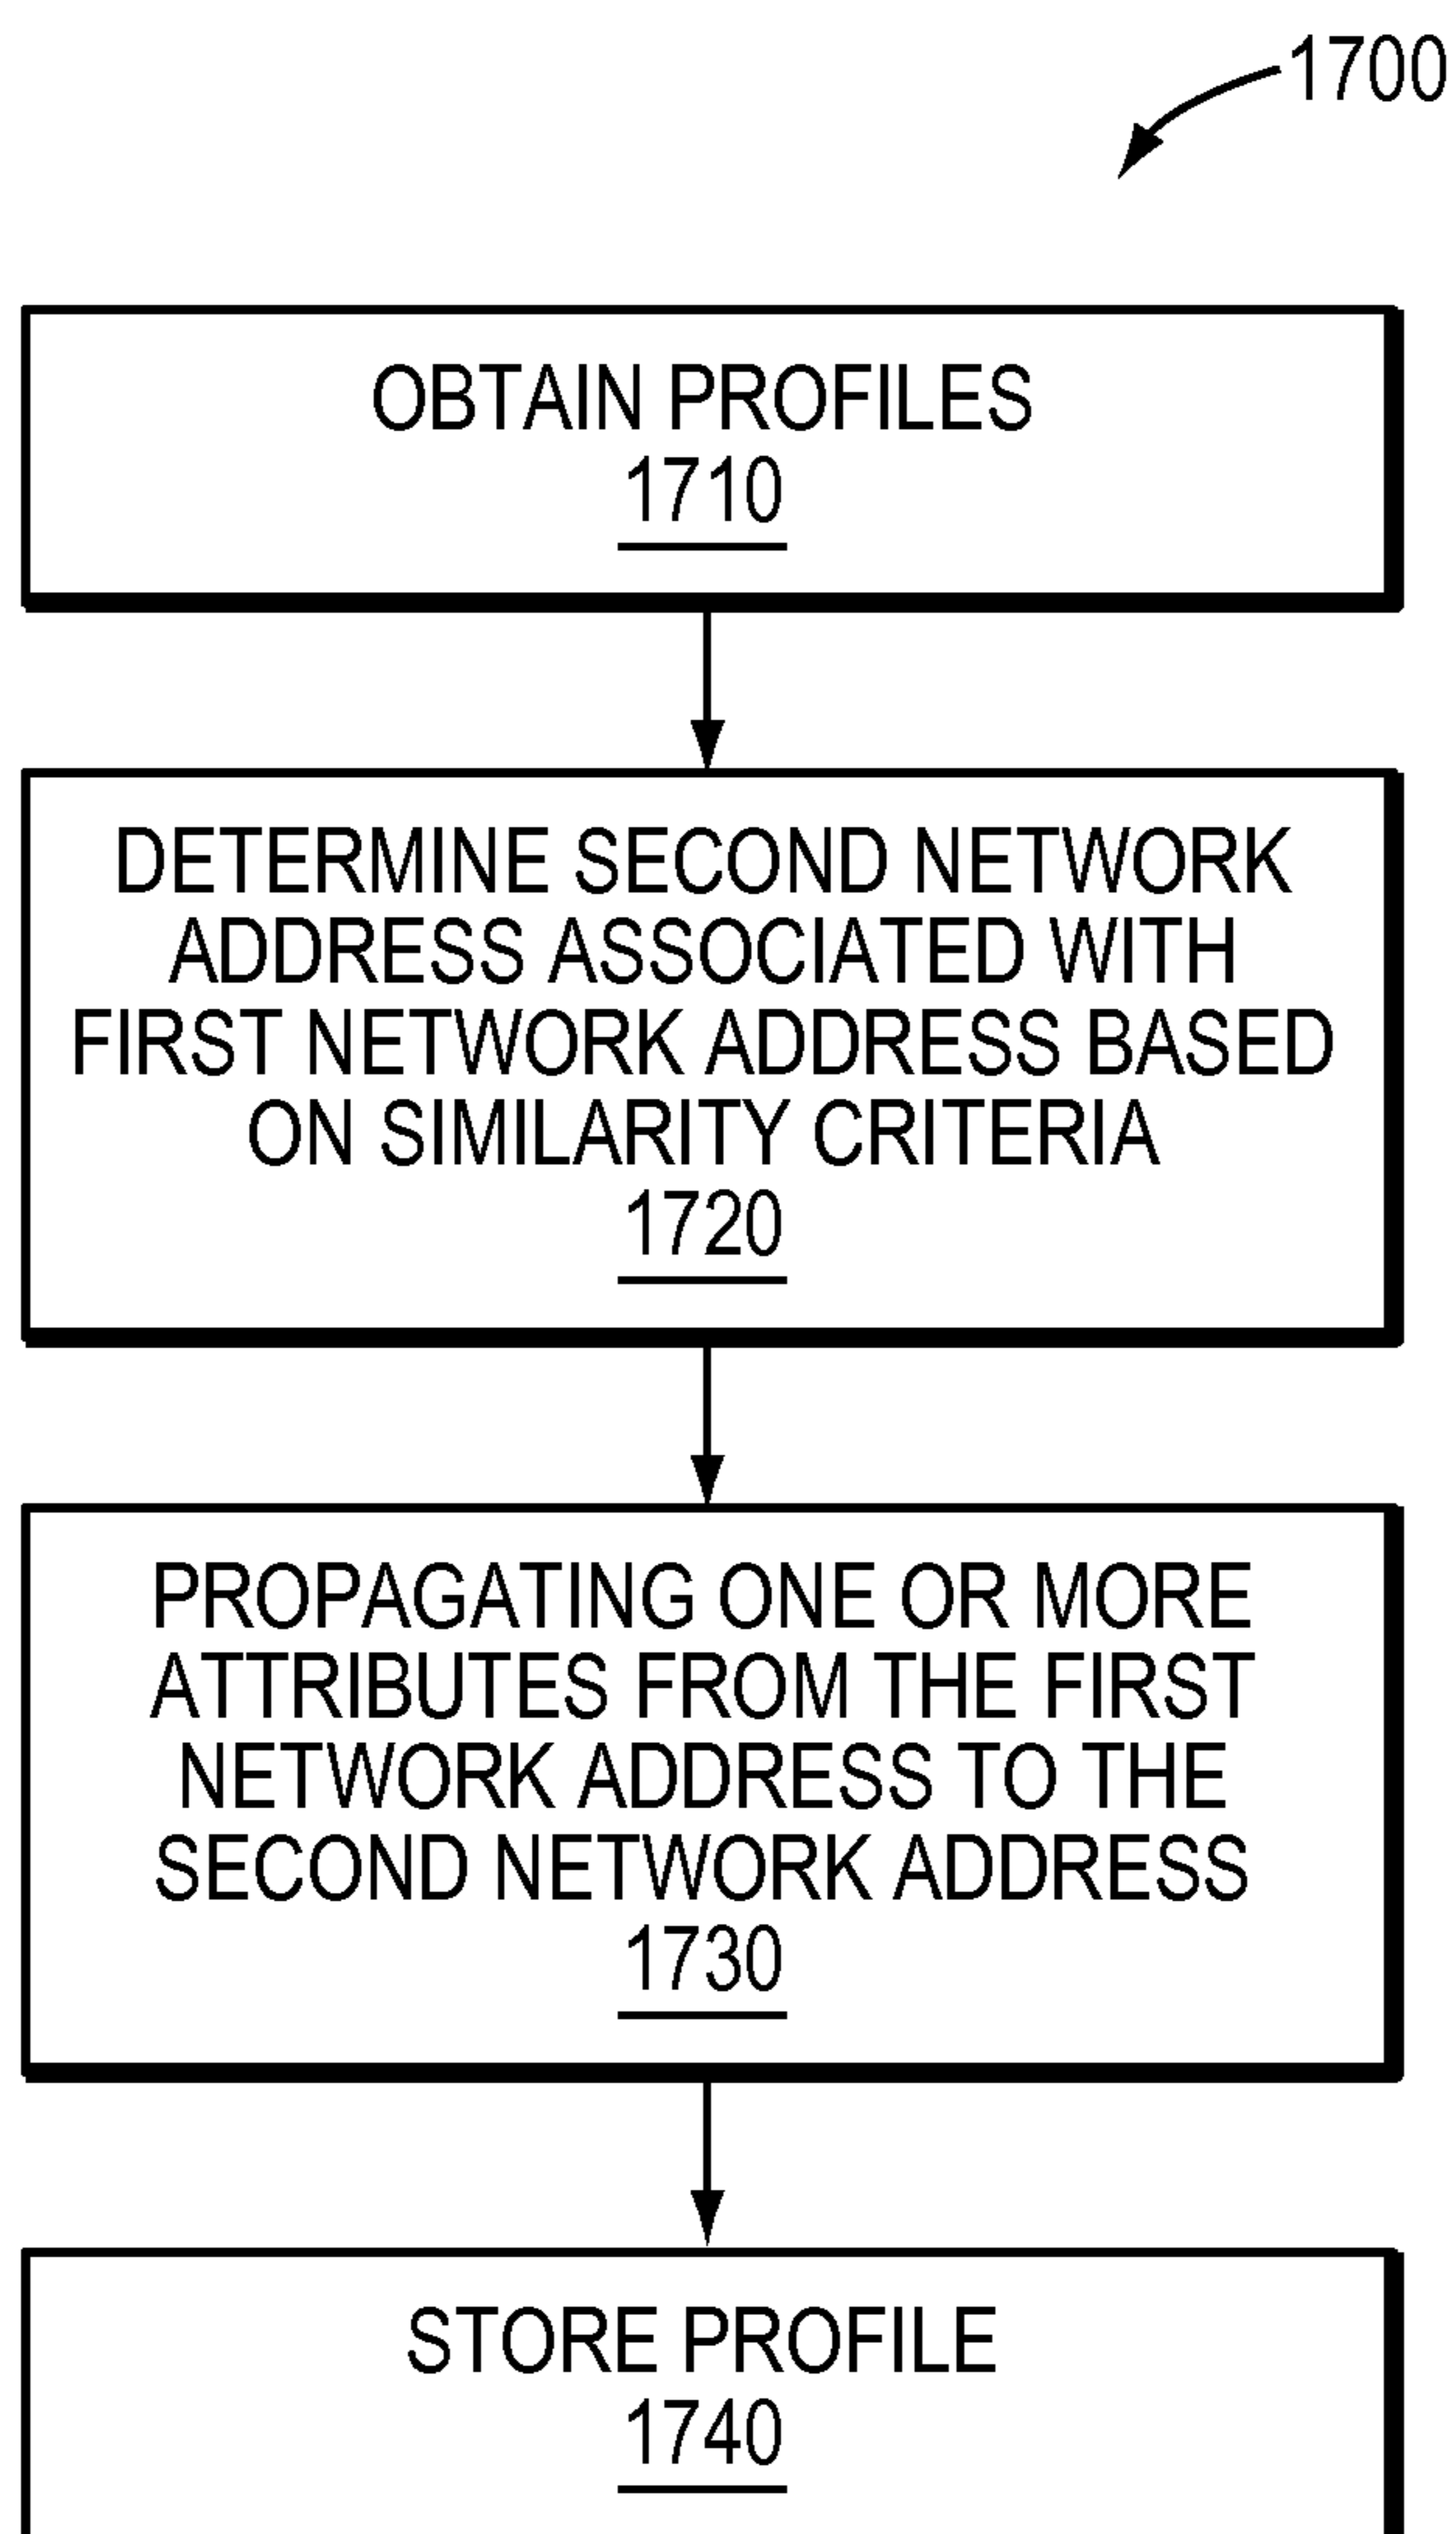 1700
OBTAIN PROFILES
1710
DETERMINE SECOND NETWORK
ADDRESS ASSOCIATED WITH
FIRST NETWORK ADDRESS BASED
ON SIMILARITY CRITERIA
1720
PROPAGATING ONE OR MORE
ATTRIBUTES FROM THE FIRST
NETWORK ADDRESS TO THE
SECOND NETWORK ADDRESS
1730
STORE PROFILE
1740